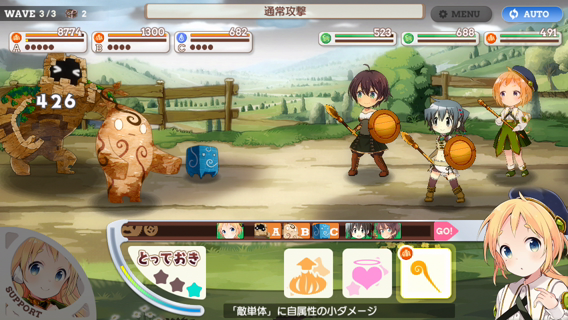 WAVE 3/3 2
通常攻撃
MENU
AUTO
8774
A
1300
B
682
C
523
688
491
426
A B C GO!
とっておき
SUPPORT
「敵単体」に自属性の小ダメージ